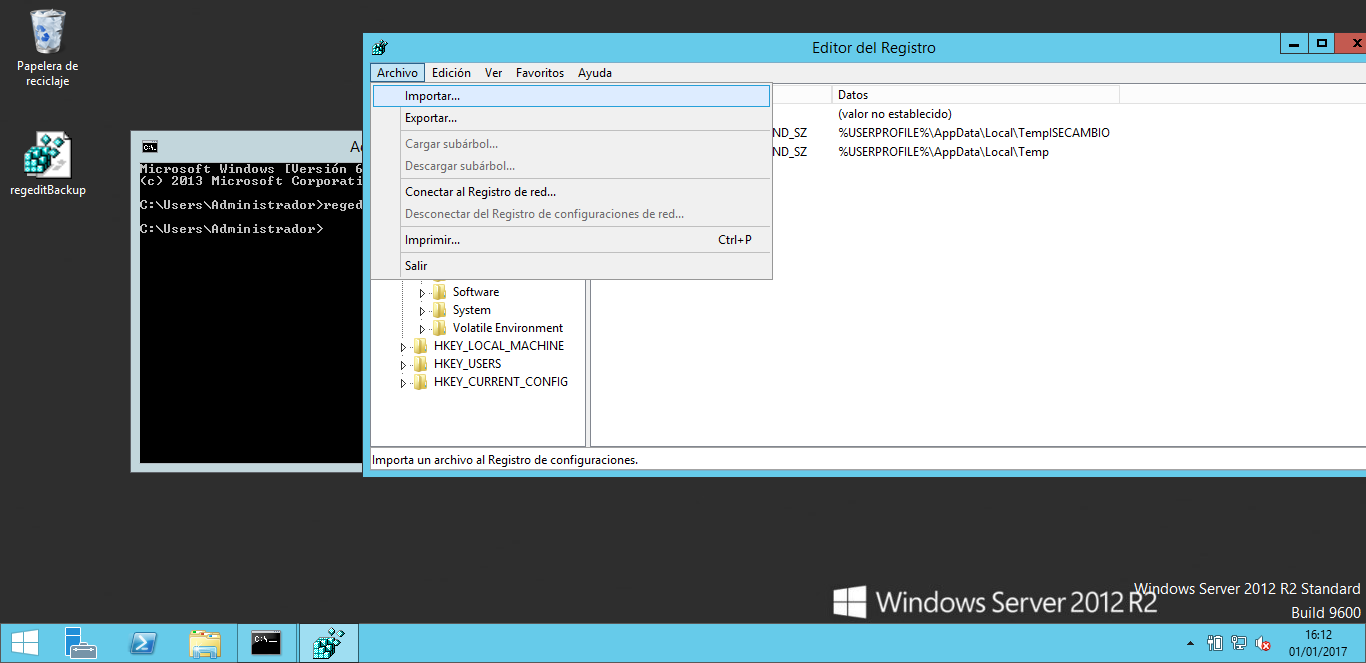 Papelera de
reciclaje
regeditBackup
Microsoft Windows [Versión 6
(c) 2013 Microsoft Corporati
C:\Users\Administrador>reged
C:\Users\Administrador>
Editor del Registro
Archivo Edición Ver Favoritos Ayuda
Importar...
Exportar...
Cargar subárbol...
Descargar subárbol...
Conectar al Registro de red...
Desconectar del Registro de configuraciones de red...
Imprimir... Ctrl+P
Salir
Datos
(valor no establecido)
ND_SZ %USERPROFILE%\AppData\Local\TempISECAMBIO
ND_SZ %USERPROFILE%\AppData\Local\Temp
Software
System
Volatile Environment
HKEY_LOCAL_MACHINE
HKEY_USERS
HKEY_CURRENT_CONFIG
Importa un archivo al Registro de configuraciones.
Windows Server 2012 R2
Windows Server 2012 R2 Standard
Build 9600
16:12
01/01/2017